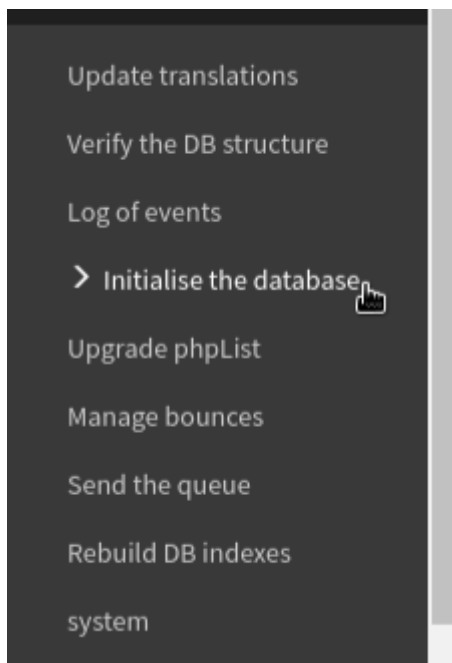 Update translations
Verify the DB structure
Log of events
Initialise the database
Upgrade phpList
Manage bounces
Send the queue
Rebuild DB indexes
system